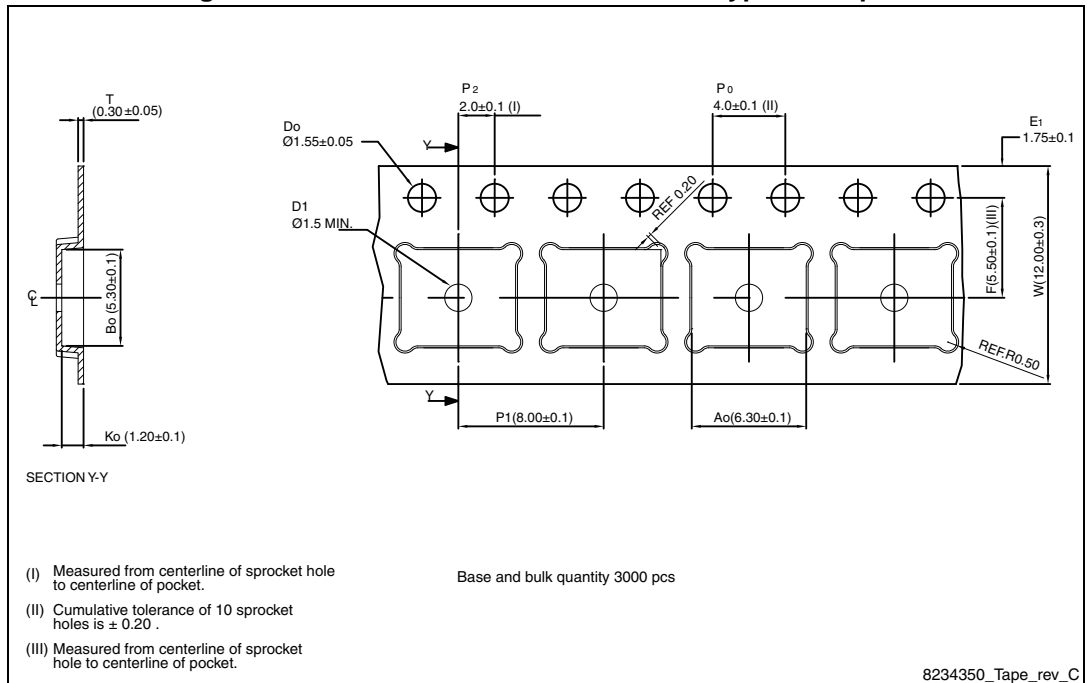 T
(0.30 ±0.05)
P2
2.0±0.1 (I)
P0
4.0±0.1 (II)
Do
Ø1.55±0.05
E1
1.75±0.1
Y
REF 0.20
D1
Ø1.5 MIN.
F(5.50±0.1)(III)
W(12.00±0.3)
CL
Bo (5.30±0.1)
REF.R0.50
Y
P1(8.00±0.1)
Ao(6.30±0.1)
Ko (1.20±0.1)
SECTION Y-Y
(I) Measured from centerline of sprocket hole
to centerline of pocket.
Base and bulk quantity 3000 pcs
(II) Cumulative tolerance of 10 sprocket
holes is ± 0.20 .
(III) Measured from centerline of sprocket
hole to centerline of pocket.
8234350_Tape_rev_C